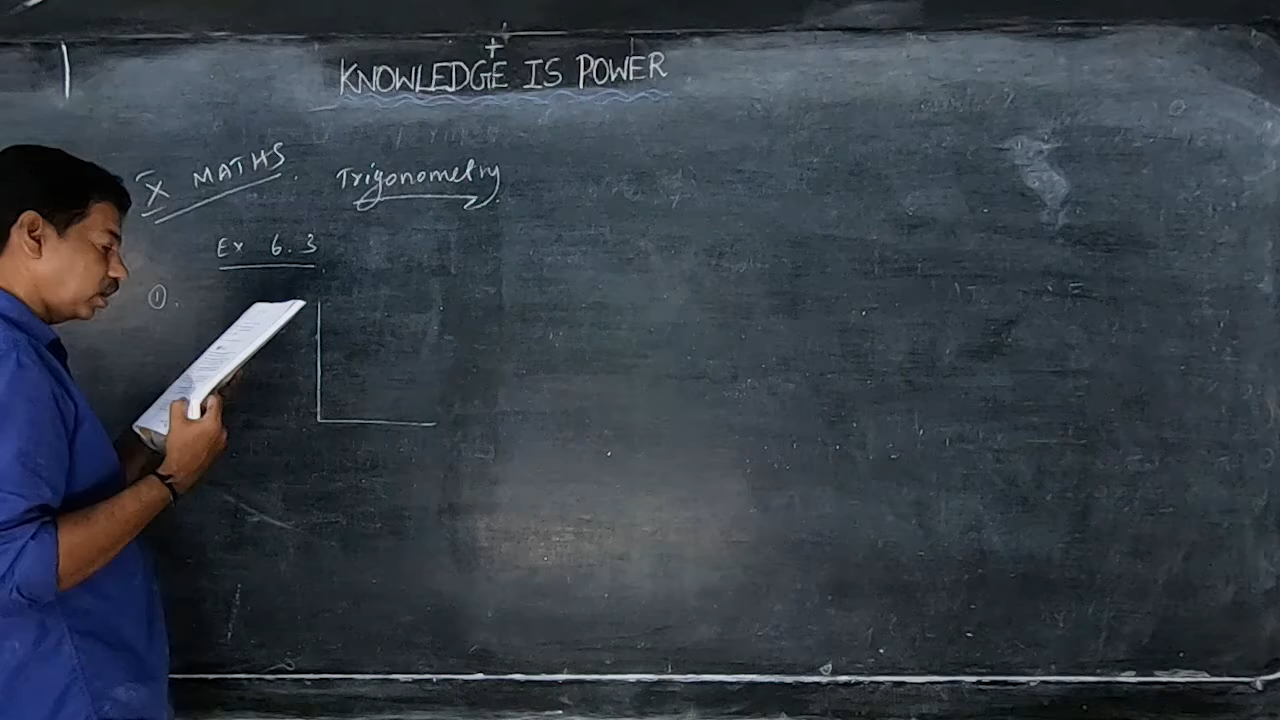 KNOWLEDGE IS POWER
X MATHS. Trigonometry.
Ex 6.3
①.